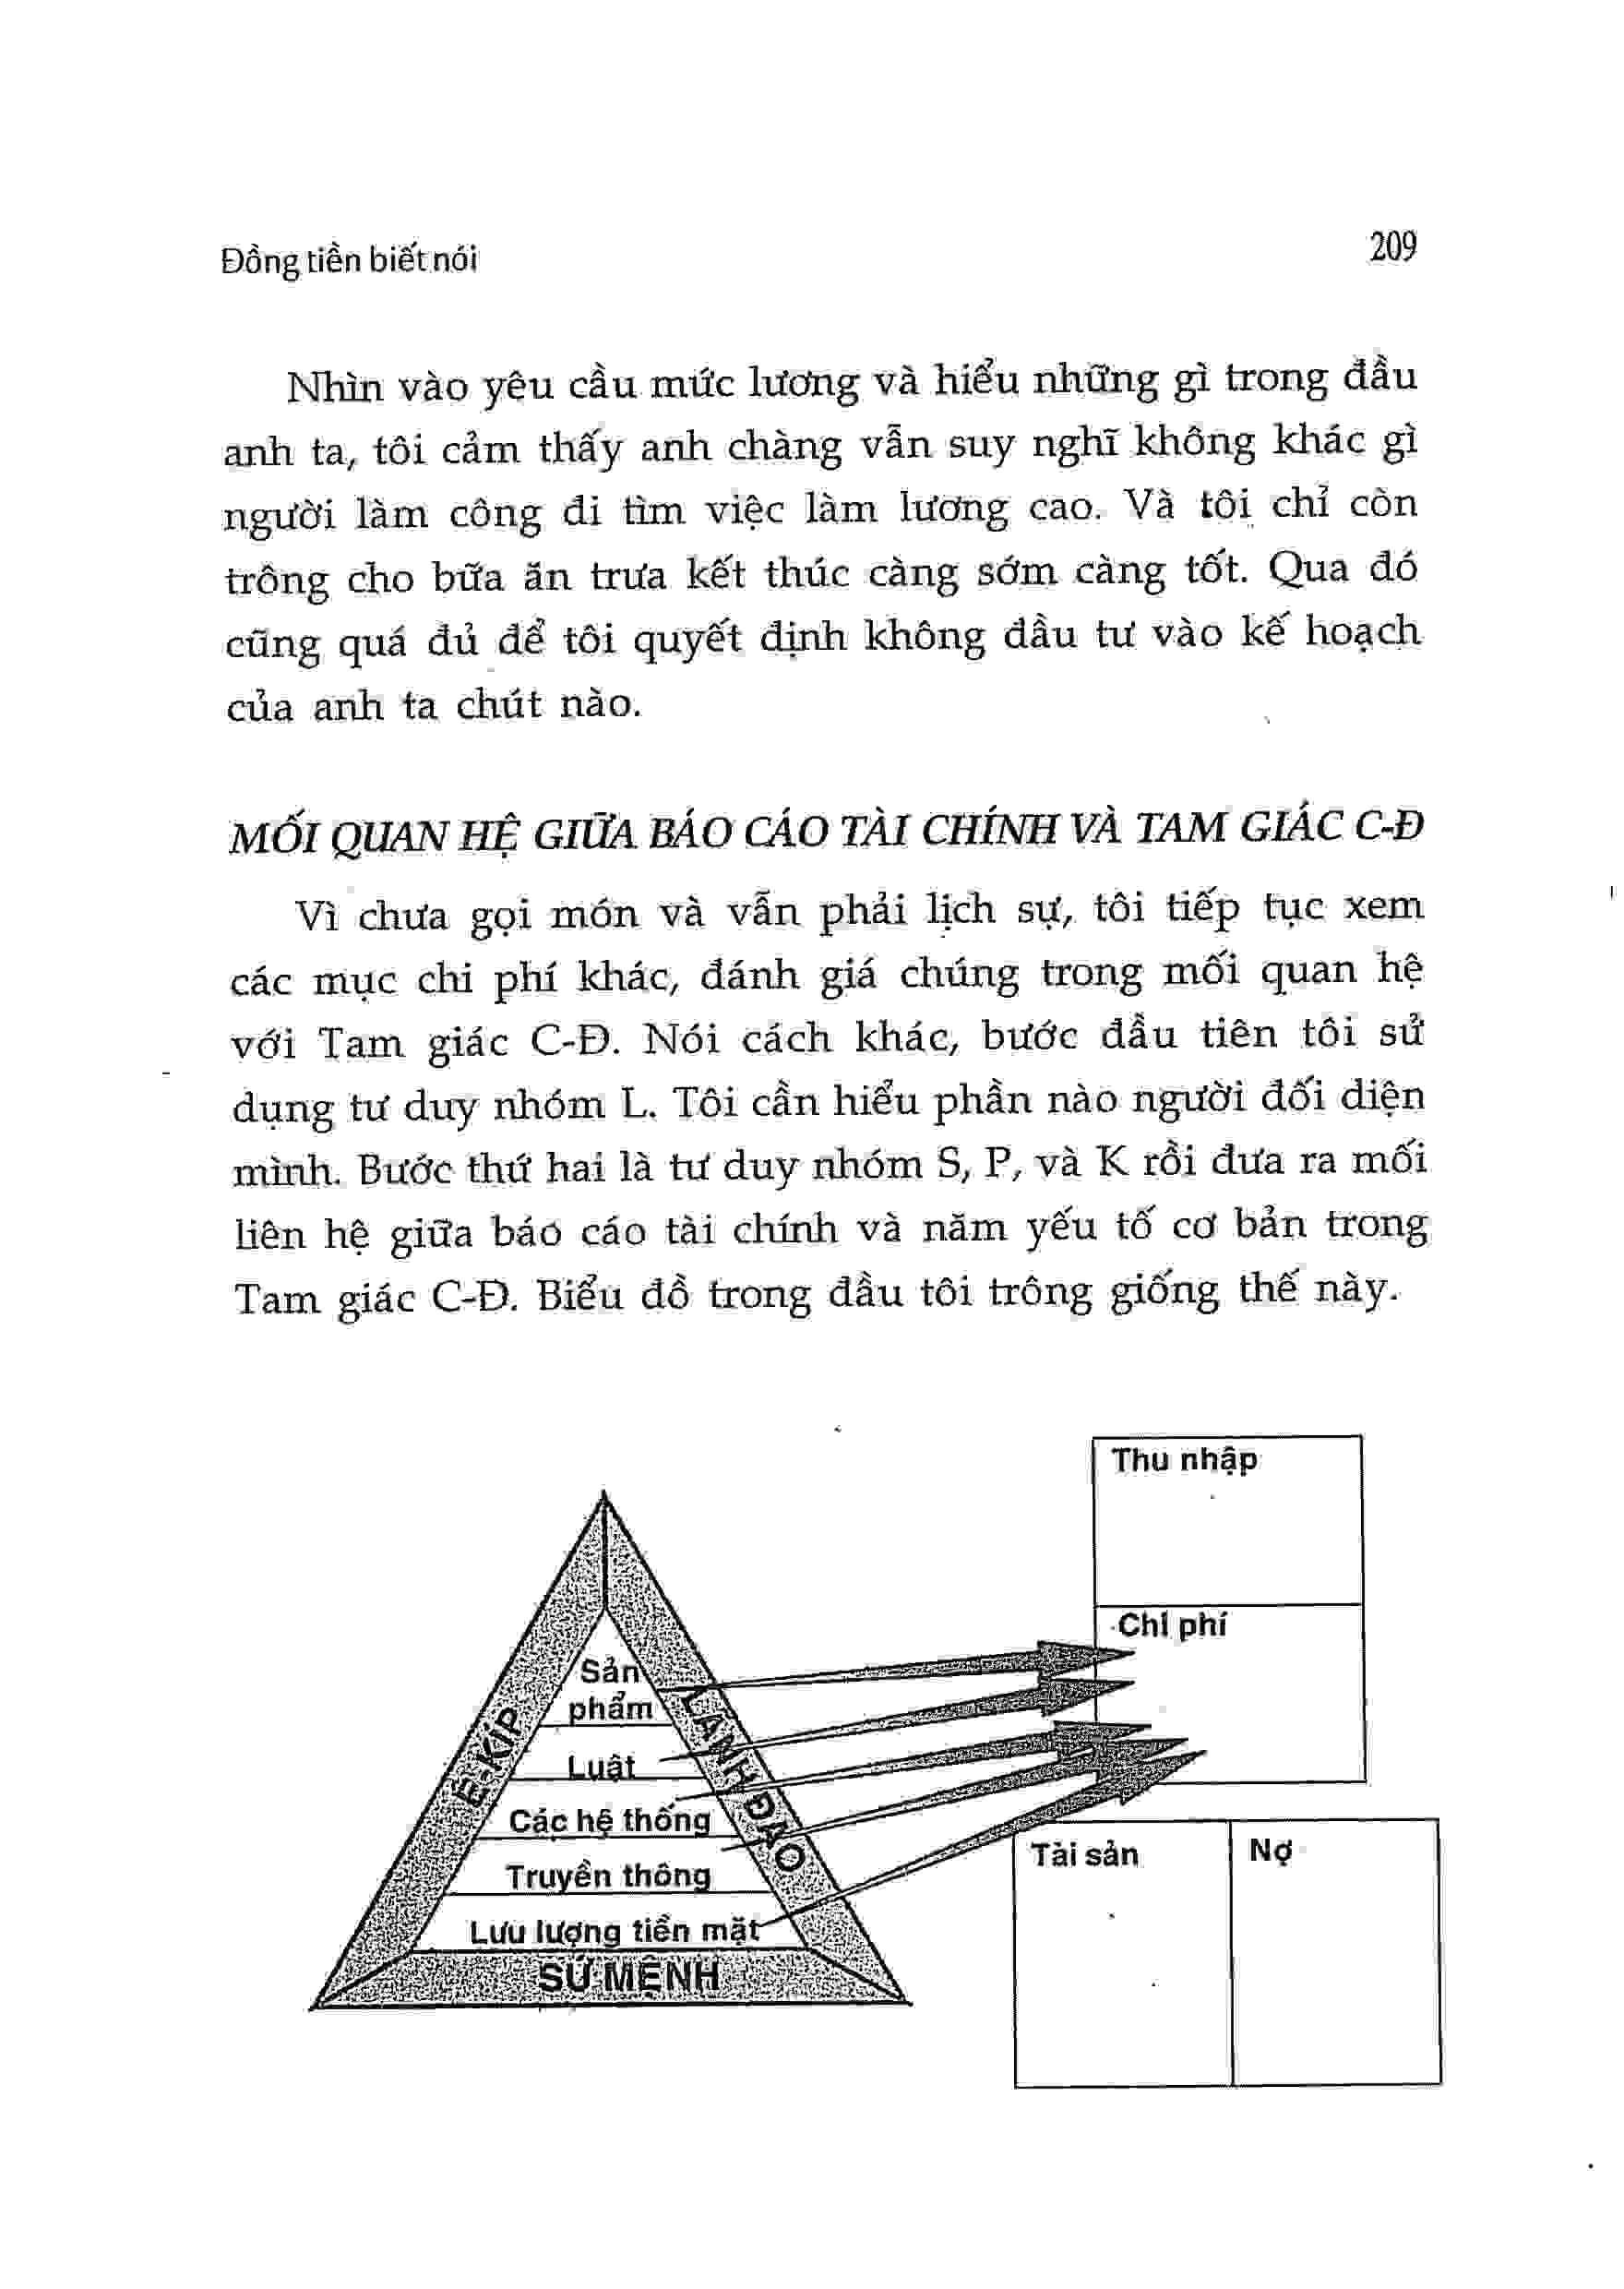 Đồng tiền biết nói
209
Nhìn vào yêu cầu mức lương và hiểu những gì trong đầu
anh ta, tôi cảm thấy anh chàng vẫn suy nghĩ không khác gì
người làm công đi tìm việc làm lương cao. Và tôi chỉ còn
trông cho bữa ăn trưa kết thúc càng sớm càng tốt. Qua đó
cũng quá đủ để tôi quyết định không đầu tư vào kế hoạch
của anh ta chút nào.
MỐI QUAN HỆ GIỮA BÁO CÁO TÀI CHÍNH VÀ TAM GIÁC C-Đ
Vì chưa gọi món và vẫn phải lịch sự, tôi tiếp tục xem
các mục chi phí khác, đánh giá chúng trong mối quan hệ
với Tam giác C-Đ. Nói cách khác, bước đầu tiên tôi sử
dụng tư duy nhóm L. Tôi cần hiểu phần nào người đối diện
mình. Bước thứ hai là tư duy nhóm S, P, và K rồi đưa ra mối
liên hệ giữa báo cáo tài chính và năm yếu tố cơ bản trong
Tam giác C-Đ. Biểu đồ trong đầu tôi trông giống thế này.
Thu nhập
Chi phí
Sản
phẩm
Luật
Các hệ thống
Truyền thông
Lưu lượng tiền mặt
Ê-KÍP
LÃNH ĐẠO
SỨ MỆNH
Tài sản
Nợ